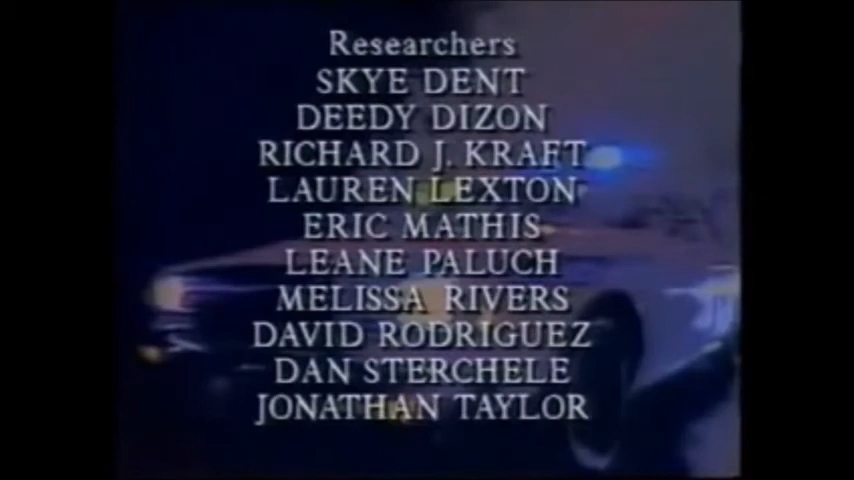 Researchers
SKYE DENT
DEEDY DIZON
RICHARD J. KRAFT
LAUREN LEXTON
ERIC MATHIS
LEANE PALUCH
MELISSA RIVERS
DAVID RODRIGUEZ
DAN STERCHELE
JONATHAN TAYLOR